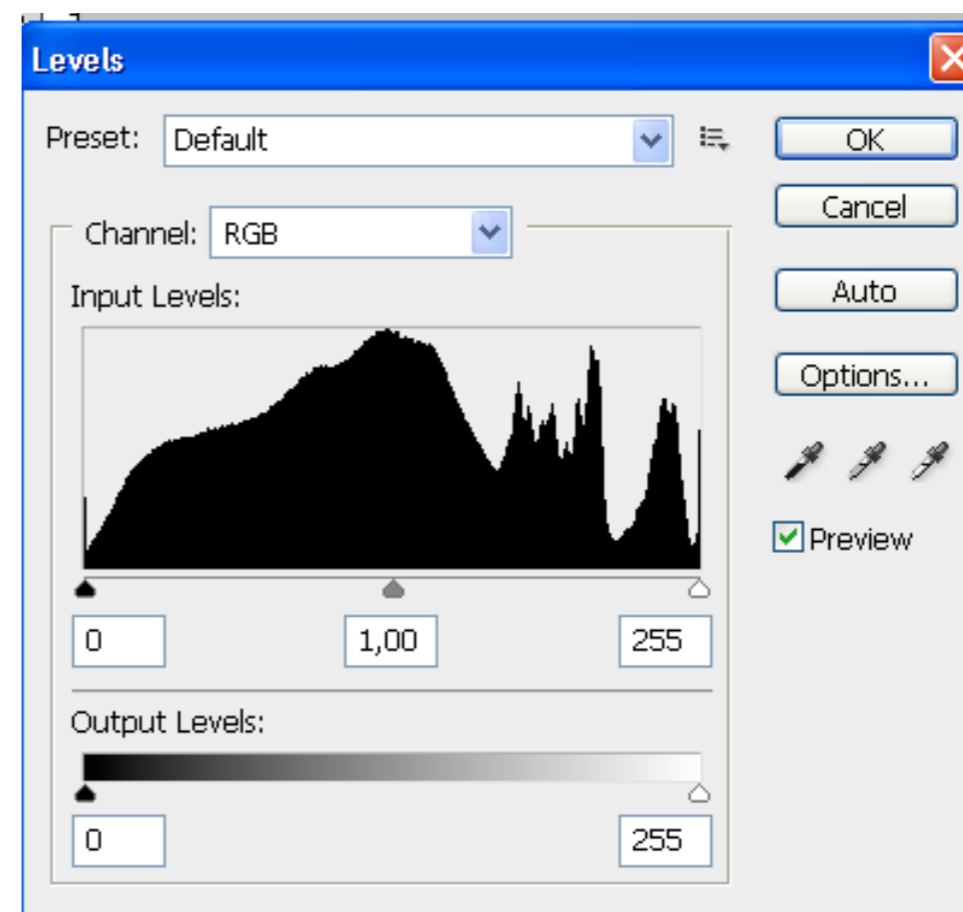 Levels
Preset: Default
OK
Cancel
Channel: RGB
Input Levels:
Auto
Options...
Preview
0 1,00 255
Output Levels:
0 255